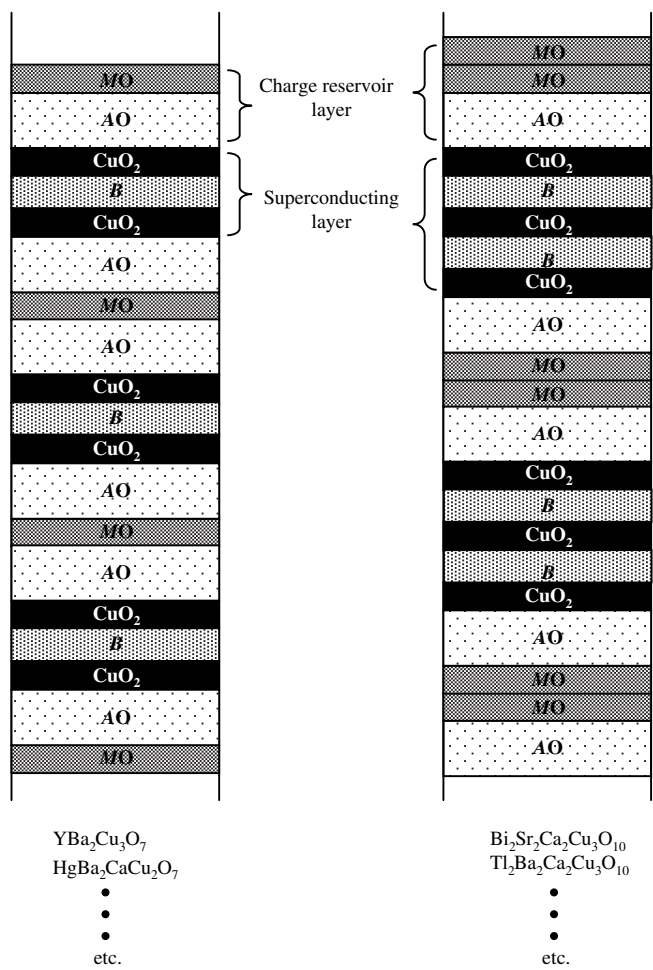 MO
AO
CuO₂
B
CuO₂
AO
MO
AO
CuO₂
B
CuO₂
AO
MO
AO
CuO₂
B
CuO₂
AO
MO
Charge reservoir
layer
Superconducting
layer
MO
MO
AO
CuO₂
B
CuO₂
B
CuO₂
AO
MO
MO
AO
CuO₂
B
CuO₂
B
CuO₂
AO
MO
MO
AO
YBa₂Cu₃O₇
HgBa₂CaCu₂O₇
etc.
Bi₂Sr₂Ca₂Cu₃O₁₀
Tl₂Ba₂Ca₂Cu₃O₁₀
etc.